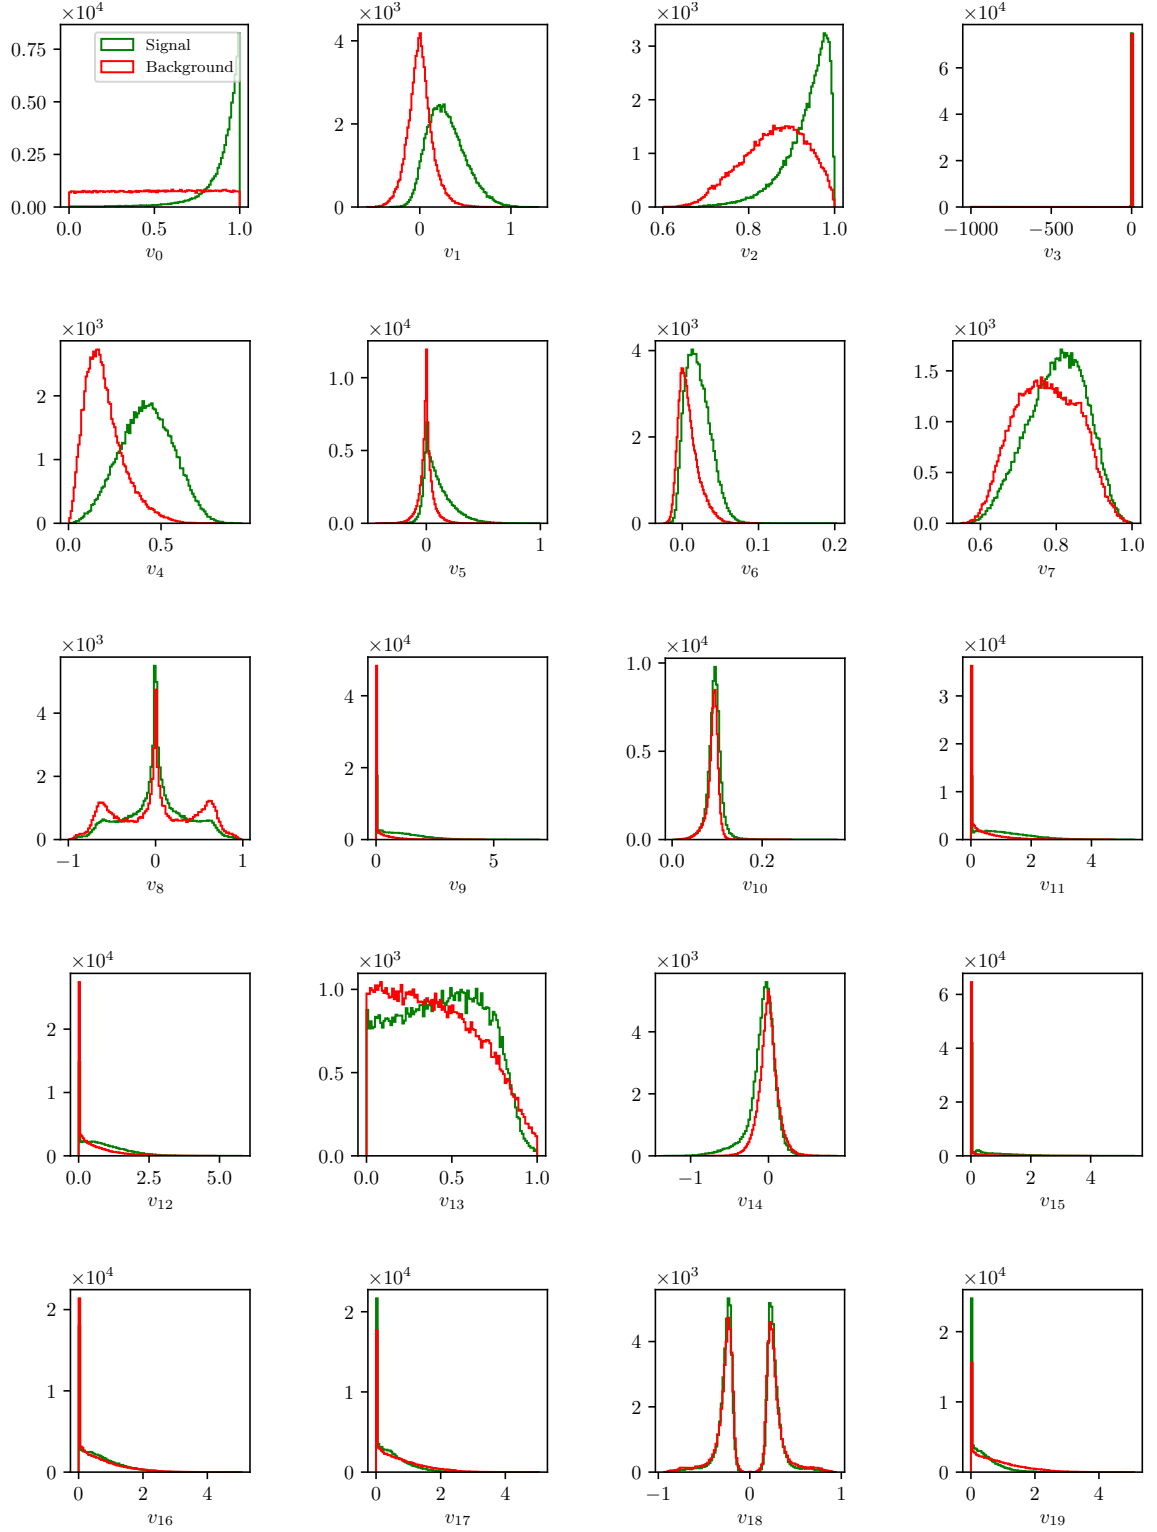 ×10⁴ ×10³ ×10³ ×10⁴
0.75 0.50 0.25 0.00 Signal Background 4 2 0 3 2 1 0 6 4 2 0
0.0 0.5 1.0 0 1 0.6 0.8 1.0 −1000 −500 0
v₀ v₁ v₂ v₃
×10³ ×10⁴ ×10³ ×10³
2 1 0 1.0 0.5 0.0 4 2 0 1.5 1.0 0.5 0.0
0.0 0.5 0 1 0.0 0.1 0.2 0.6 0.8 1.0
v₄ v₅ v₆ v₇
×10³ ×10⁴ ×10⁴ ×10⁴
4 2 0 4 2 0 1.0 0.5 0.0 3 2 1 0
−1 0 1 0 5 0.0 0.2 0 2 4
v₈ v₉ v₁₀ v₁₁
×10⁴ ×10³ ×10³ ×10⁴
2 1 0 1.0 0.5 0.0 4 2 0 6 4 2 0
0.0 2.5 5.0 0.0 0.5 1.0 −1 0 0 2 4
v₁₂ v₁₃ v₁₄ v₁₅
×10⁴ ×10⁴ ×10³ ×10⁴
2 1 0 2 1 0 4 2 0 2 1 0
0 2 4 0 2 4 −1 0 1 0 2 4
v₁₆ v₁₇ v₁₈ v₁₉